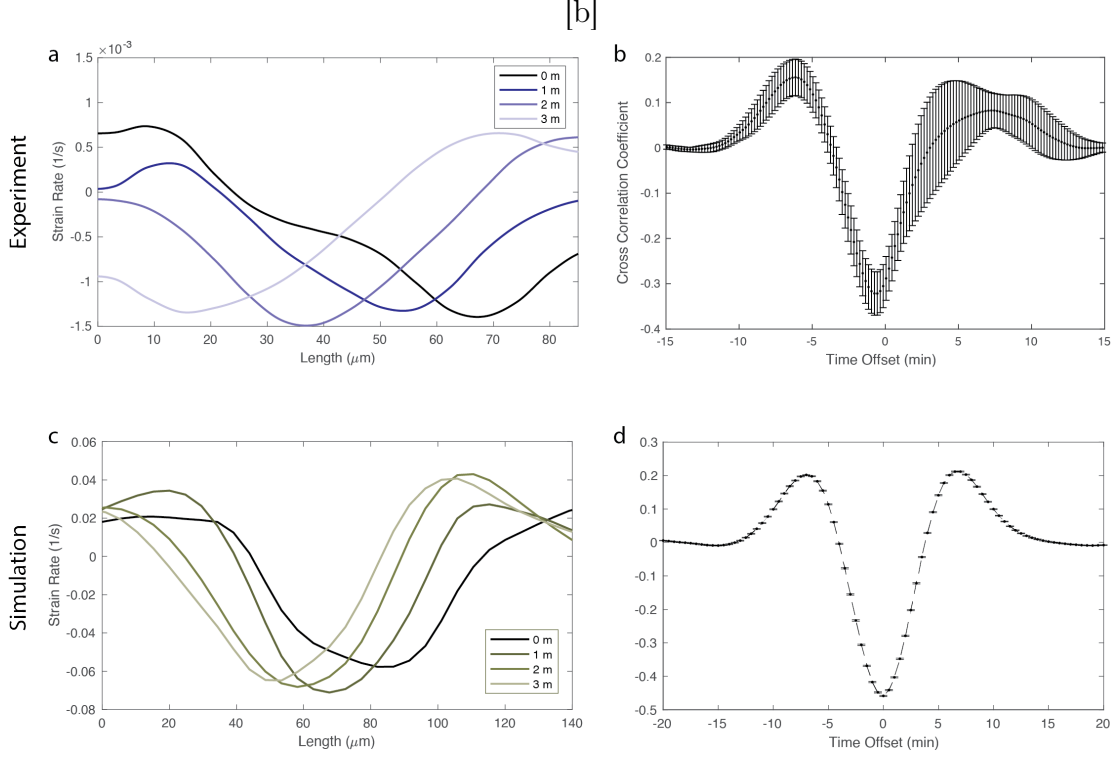 [b]
Experiment
a
×10⁻³
1.5
1
0.5
0
-0.5
-1
-1.5
0 10 20 30 40 50 60 70 80
Strain Rate (1/s)
Length (μm)
0 m
1 m
2 m
3 m
b
0.2
0.1
0
-0.1
-0.2
-0.3
-0.4
-15 -10 -5 0 5 10 15
Cross Correlation Coefficient
Time Offset (min)
Simulation
c
0.06
0.04
0.02
0
-0.02
-0.04
-0.06
-0.08
0 20 40 60 80 100 120 140
Strain Rate (1/s)
Length (μm)
0 m
1 m
2 m
3 m
d
0.3
0.2
0.1
0
-0.1
-0.2
-0.3
-0.4
-0.5
-20 -15 -10 -5 0 5 10 15 20
Time Offset (min)